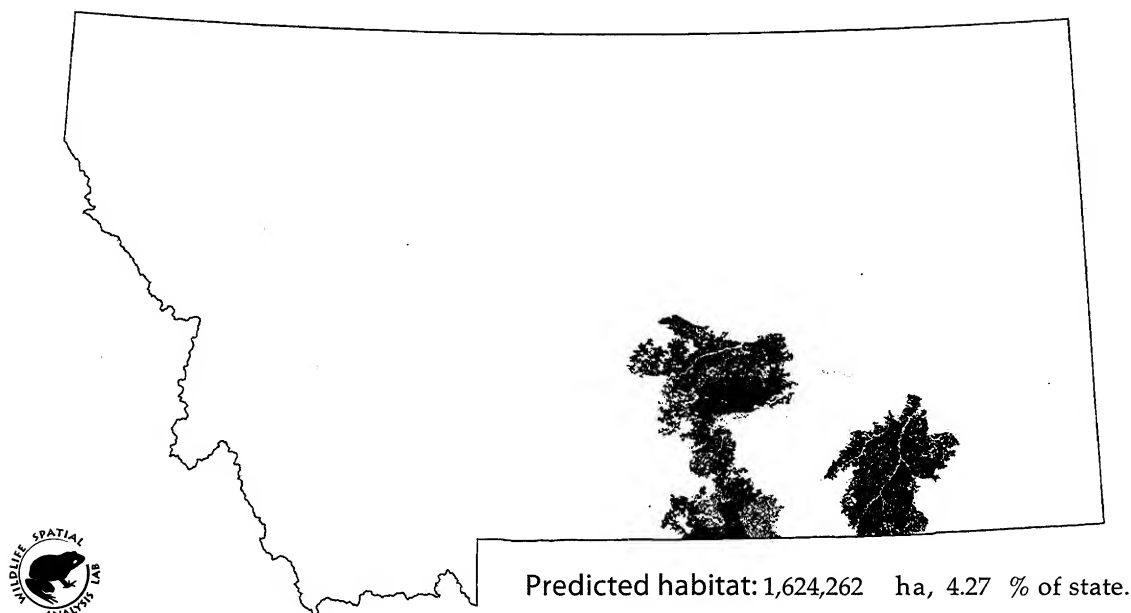 WILDLIFE SPATIAL ANALYSIS LAB
Predicted habitat: 1,624,262 ha, 4.27 % of state.